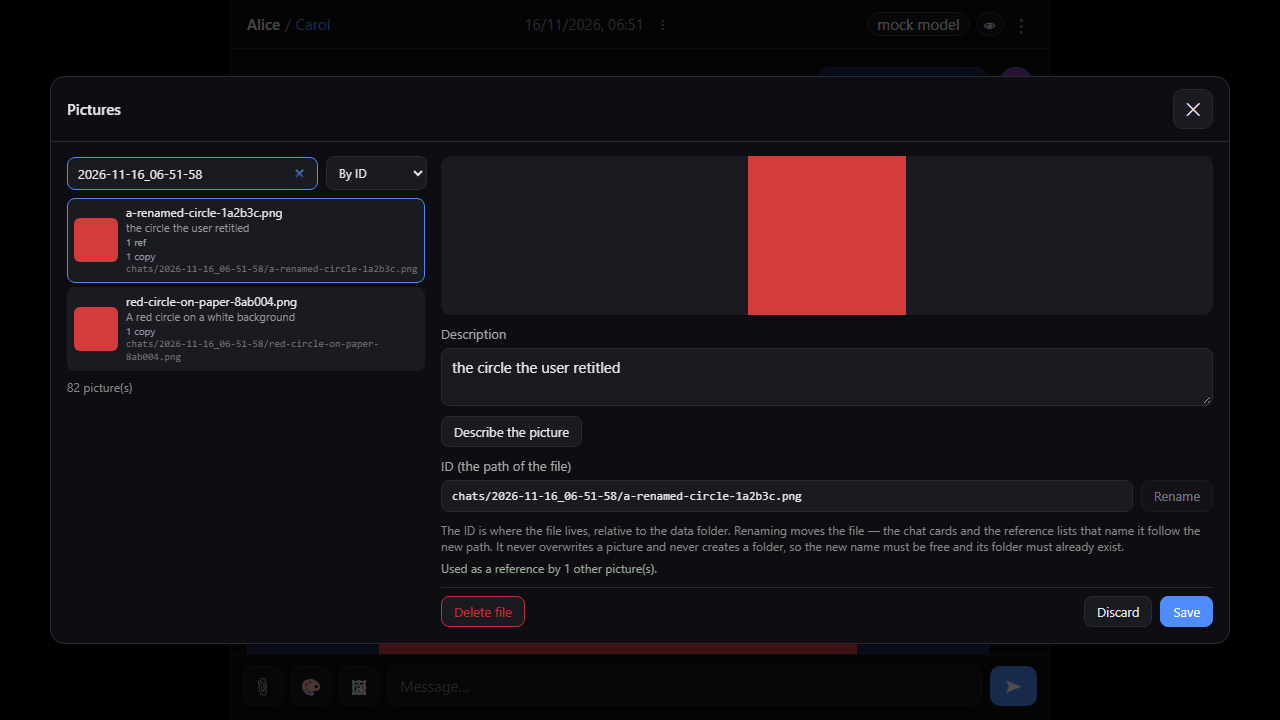 Alice / Carol
16/11/2026, 06:51
mock model
Pictures
2026-11-16_06-51-58
By ID
a-renamed-circle-1a2b3c.png
the circle the user retitled
1 ref
1 copy
chats/2026-11-16_06-51-58/a-renamed-circle-1a2b3c.png
red-circle-on-paper-8ab004.png
A red circle on a white background
1 copy
chats/2026-11-16_06-51-58/red-circle-on-paper-
8ab004.png
82 picture(s)
Description
the circle the user retitled
Describe the picture
ID (the path of the file)
chats/2026-11-16_06-51-58/a-renamed-circle-1a2b3c.png
Rename
The ID is where the file lives, relative to the data folder. Renaming moves the file — the chat cards and the reference lists that name it follow the
new path. It never overwrites a picture and never creates a folder, so the new name must be free and its folder must already exist.
Used as a reference by 1 other picture(s).
Delete file
Discard
Save
Message...